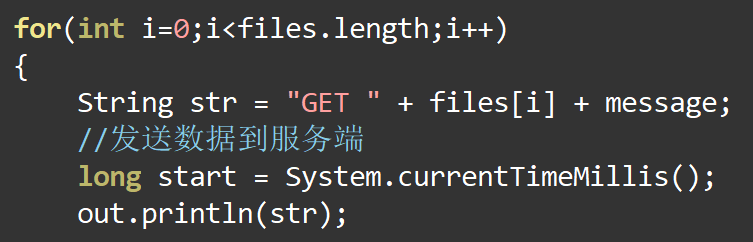 for(int i=0;i<files.length;i++)
{
    String str = "GET " + files[i] + message;
    //发送数据到服务端
    long start = System.currentTimeMillis();
    out.println(str);